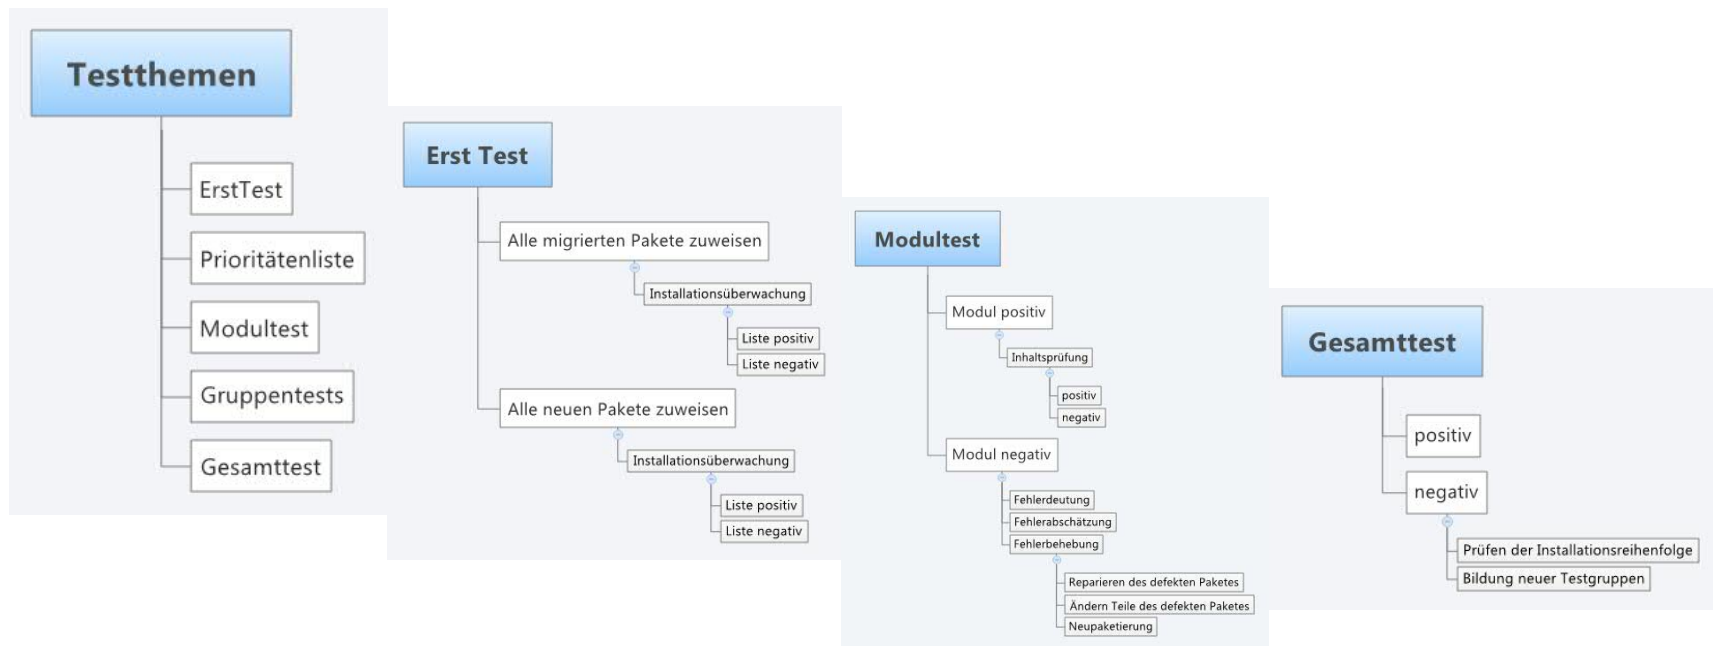 Testthemen
ErstTest
Prioritätenliste
Modultest
Gruppentests
Gesamttest
Erst Test
Alle migrierten Pakete zuweisen
Installationsüberwachung
Liste positiv
Liste negativ
Alle neuen Pakete zuweisen
Installationsüberwachung
Liste positiv
Liste negativ
Modultest
Modul positiv
Inhaltsprüfung
positiv
negativ
Modul negativ
Fehlerdeutung
Fehlerabschätzung
Fehlerbehebung
Reparieren des defekten Paketes
Ändern Teile des defekten Paketes
Neupaketierung
Gesamttest
positiv
negativ
Prüfen der Installationsreihenfolge
Bildung neuer Testgruppen